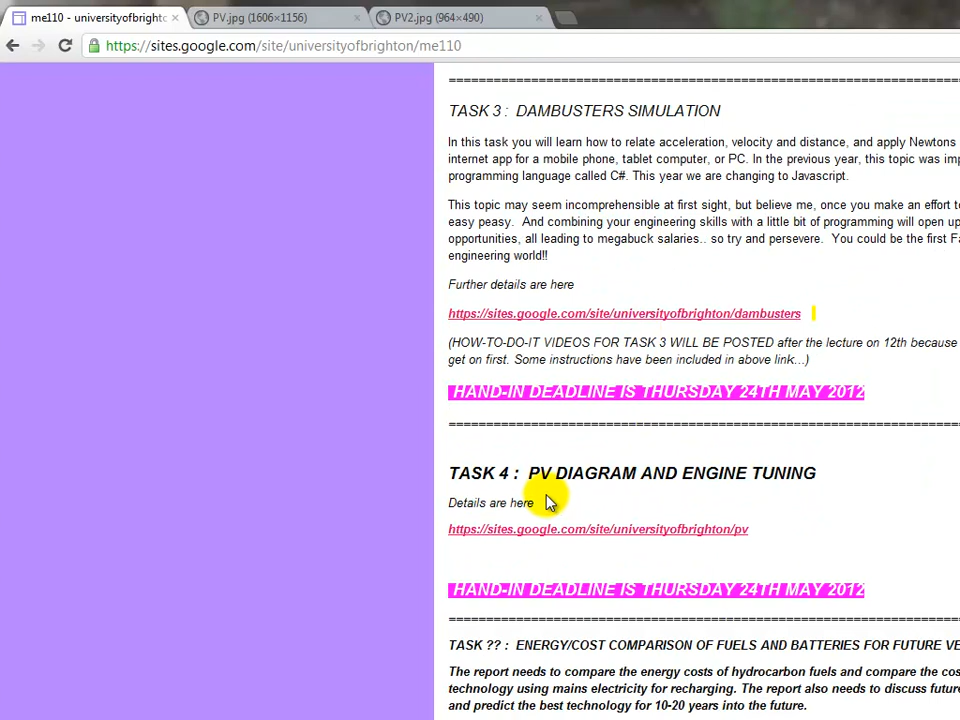 me110 - universityofbrighto
PV.jpg (1606×1156)
PV2.jpg (964×490)
https://sites.google.com/site/universityofbrighton/me110
================================================================
TASK 3 : DAMBUSTERS SIMULATION
In this task you will learn how to relate acceleration, velocity and distance, and apply Newtons
internet app for a mobile phone, tablet computer, or PC. In the previous year, this topic was imp
programming language called C#. This year we are changing to Javascript.
This topic may seem incomprehensible at first sight, but believe me, once you make an effort to
easy peasy. And combining your engineering skills with a little bit of programming will open up
opportunities, all leading to megabuck salaries.. so try and persevere. You could be the first Fa
engineering world!!
Further details are here
https://sites.google.com/site/universityofbrighton/dambusters
(HOW-TO-DO-IT VIDEOS FOR TASK 3 WILL BE POSTED after the lecture on 12th because
get on first. Some instructions have been included in above link...)
HAND-IN DEADLINE IS THURSDAY 24TH MAY 2012
================================================================
TASK 4 : PV DIAGRAM AND ENGINE TUNING
Details are here
https://sites.google.com/site/universityofbrighton/pv
HAND-IN DEADLINE IS THURSDAY 24TH MAY 2012
================================================================
TASK ?? : ENERGY/COST COMPARISON OF FUELS AND BATTERIES FOR FUTURE VE
The report needs to compare the energy costs of hydrocarbon fuels and compare the cos
technology using mains electricity for recharging. The report also needs to discuss future
and predict the best technology for 10-20 years into the future.